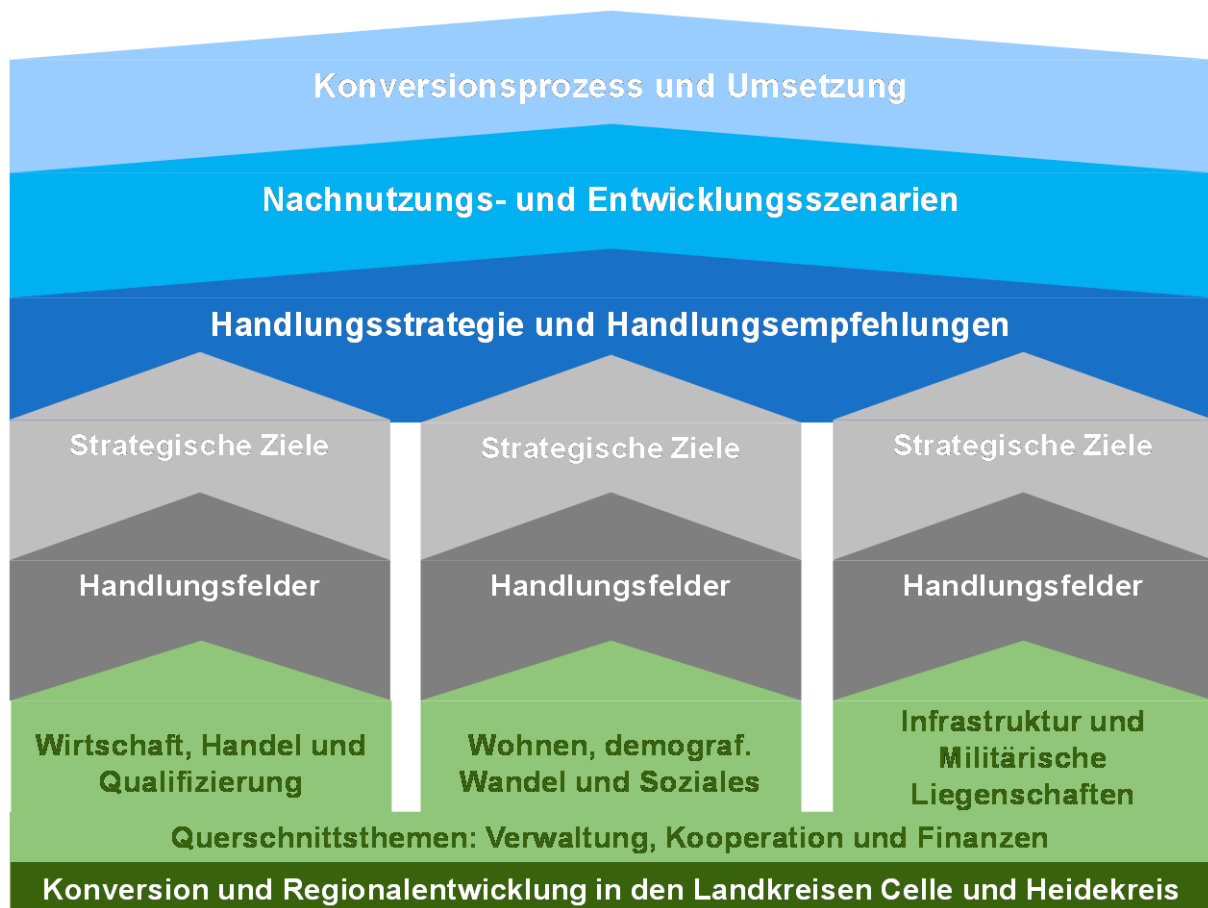 Konversionsprozess und Umsetzung
Nachnutzungs- und Entwicklungsszenarien
Handlungsstrategie und Handlungsempfehlungen
Strategische Ziele
Strategische Ziele
Strategische Ziele
Handlungsfelder
Handlungsfelder
Handlungsfelder
Wirtschaft, Handel und
Qualifizierung
Wohnen, demograf.
Wandel und Soziales
Infrastruktur und
Militärische
Liegenschaften
Querschnittsthemen: Verwaltung, Kooperation und Finanzen
Konversion und Regionalentwicklung in den Landkreisen Celle und Heidekreis